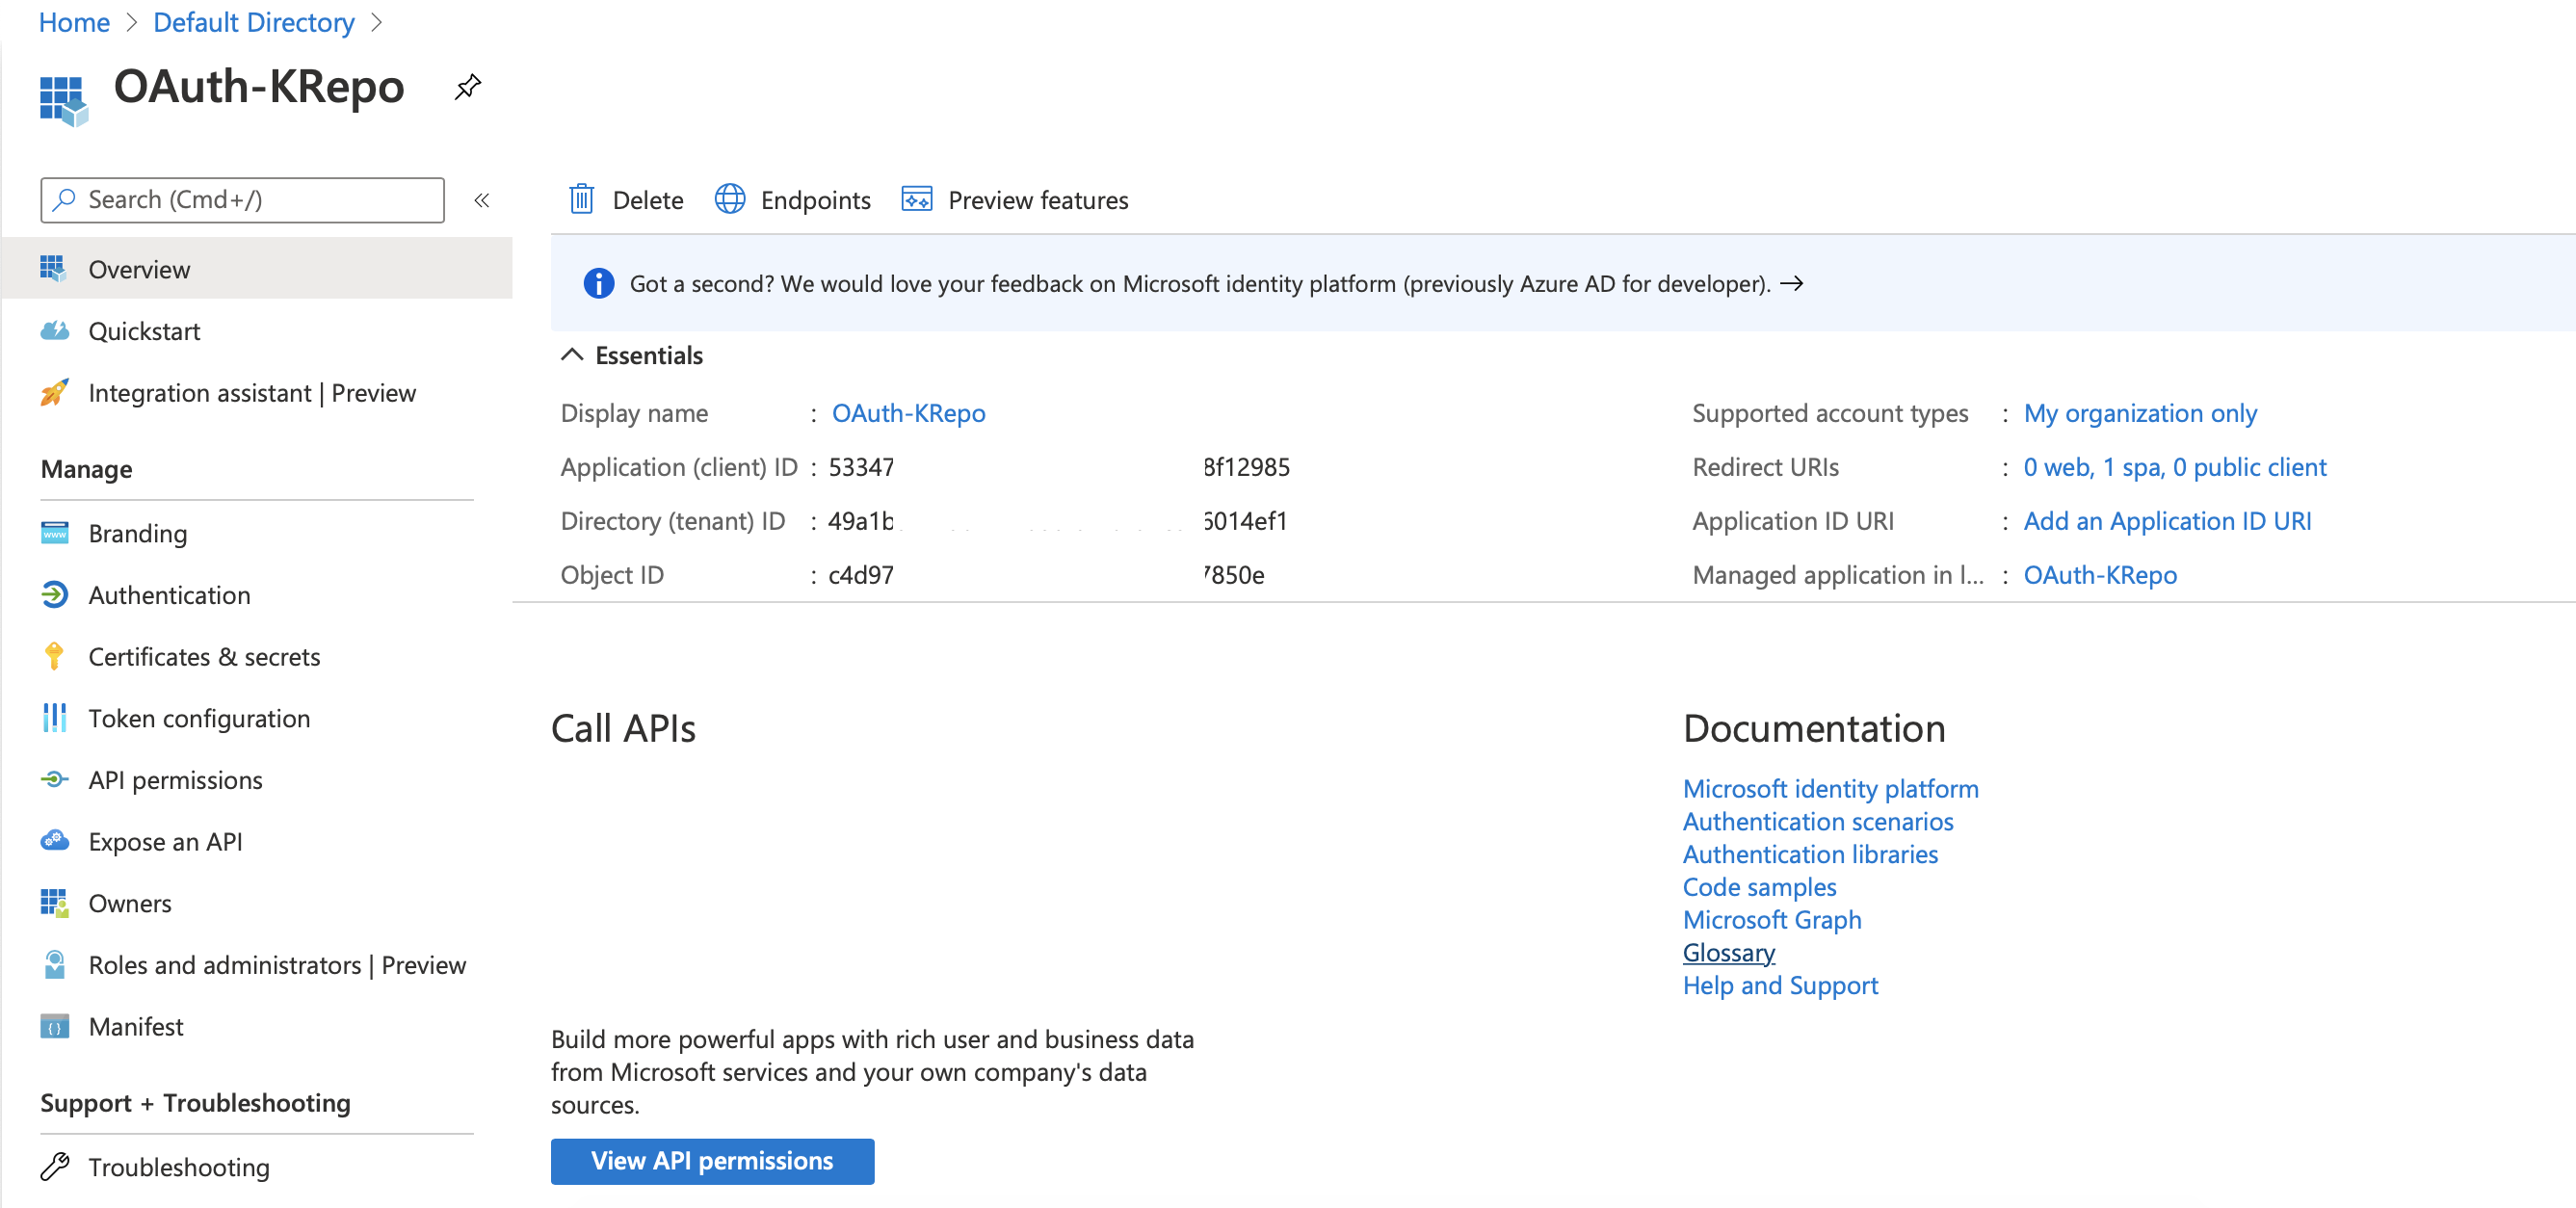 Home > Default Directory >
OAuth-KRepo
Search (Cmd+/)
«
Overview
Quickstart
Integration assistant | Preview
Manage
Branding
Authentication
Certificates & secrets
Token configuration
API permissions
Expose an API
Owners
Roles and administrators | Preview
Manifest
Support + Troubleshooting
Troubleshooting
Delete Endpoints Preview features
Got a second? We would love your feedback on Microsoft identity platform (previously Azure AD for developer). →
Essentials
Display name : OAuth-KRepo
Application (client) ID : 53347 8f12985
Directory (tenant) ID : 49a1b 6014ef1
Object ID : c4d97 7850e
Supported account types : My organization only
Redirect URIs : 0 web, 1 spa, 0 public client
Application ID URI : Add an Application ID URI
Managed application in l... : OAuth-KRepo
Call APIs
Build more powerful apps with rich user and business data
from Microsoft services and your own company's data
sources.
View API permissions
Documentation
Microsoft identity platform
Authentication scenarios
Authentication libraries
Code samples
Microsoft Graph
Glossary
Help and Support